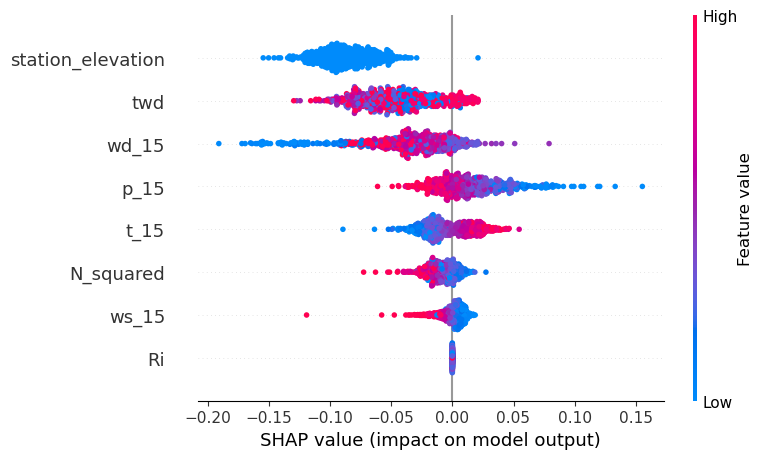 High
station_elevation
twd
wd_15
p_15
t_15
N_squared
ws_15
Ri
Feature value
Low
−0.20 −0.15 −0.10 −0.05 0.00 0.05 0.10 0.15
SHAP value (impact on model output)